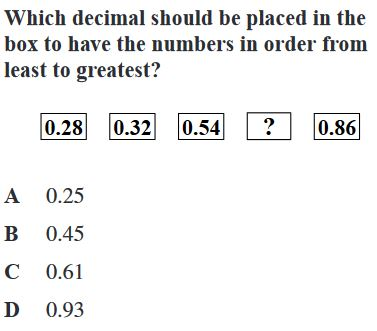 Which decimal should be placed in the
box to have the numbers in order from
least to greatest?
0.28 0.32 0.54 ? 0.86
A 0.25
B 0.45
C 0.61
D 0.93